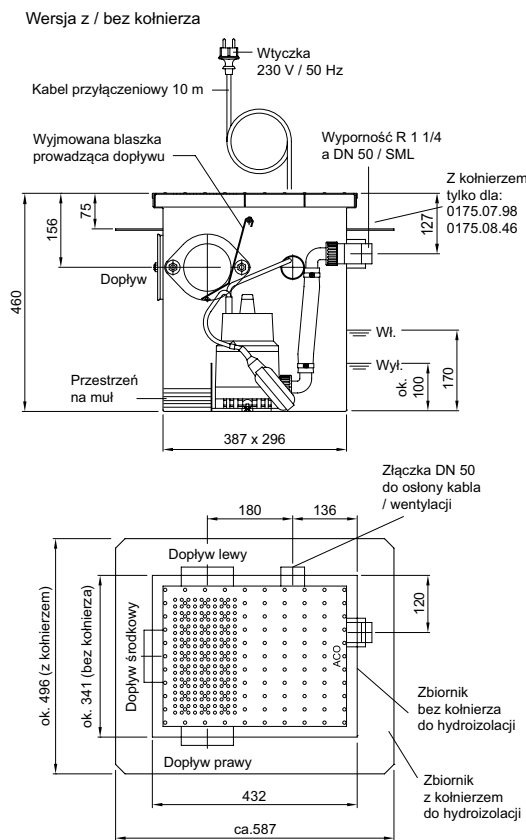 Wersja z / bez kołnierza
Wtyczka
230 V / 50 Hz
Kabel przyłączeniowy 10 m
Wyjmowana blaszka
prowadząca dopływu
Wyporność R 1 1/4
a DN 50 / SML
Z kołnierzem
tylko dla:
0175.07.98
0175.08.46
75
156
127
460
Dopływ
Wł.
Wył.
ok.
100
170
Przestrzeń
na muł
387 x 296
Złączka DN 50
do osłony kabla
/ wentylacji
180
136
Dopływ lewy
120
ok. 496 (z kołnierzem)
ok. 341 (bez kołnierza)
Dopływ środkowy
ACO
Zbiornik
bez kołnierza
do hydroizolacji
Dopływ prawy
Zbiornik
z kołnierzem
do hydroizolacji
432
ca.587